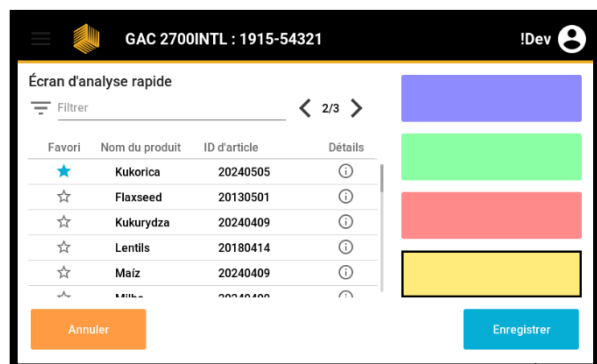 GAC 2700INTL : 1915-54321 !Dev
Écran d'analyse rapide
Filtrer 2/3
Favori Nom du produit ID d'article Détails
Kukorica 20240505
Flaxseed 20130501
Kukurydza 20240409
Lentils 20180414
Maíz 20240409
Annuler Enregistrer